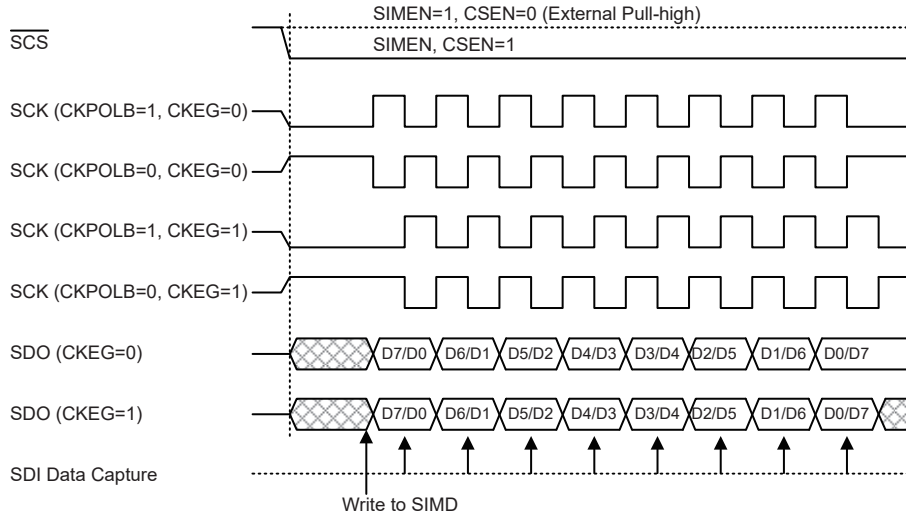 SIMEN=1, CSEN=0 (External Pull-high)
SCS
SIMEN, CSEN=1
SCK (CKPOLB=1, CKEG=0)
SCK (CKPOLB=0, CKEG=0)
SCK (CKPOLB=1, CKEG=1)
SCK (CKPOLB=0, CKEG=1)
SDO (CKEG=0) D7/D0 D6/D1 D5/D2 D4/D3 D3/D4 D2/D5 D1/D6 D0/D7
SDO (CKEG=1) D7/D0 D6/D1 D5/D2 D4/D3 D3/D4 D2/D5 D1/D6 D0/D7
SDI Data Capture
Write to SIMD